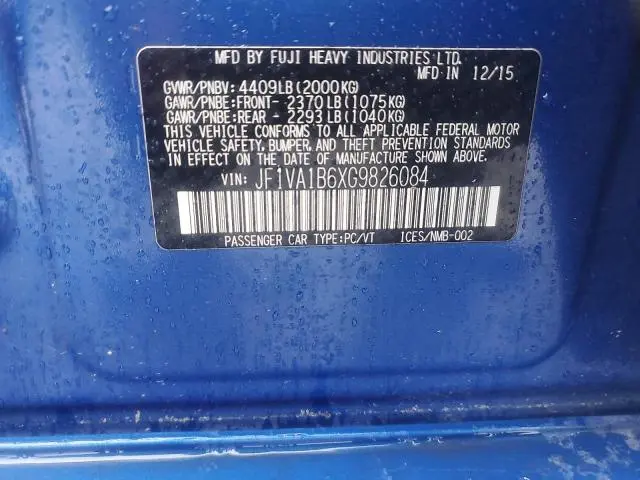 MFD BY FUJI HEAVY INDUSTRIES LTD.
MFD IN 12/15
GVWR/PNBV: 4409LB(2000KG)
GAWR/PNBE:FRONT- 2370LB(1075KG)
GAWR/PNBE:REAR - 2293LB(1040KG)
THIS VEHICLE CONFORMS TO ALL APPLICABLE FEDERAL MOTOR
VEHICLE SAFETY, BUMPER, AND THEFT PREVENTION STANDARDS
IN EFFECT ON THE DATE OF MANUFACTURE SHOWN ABOVE.
VIN: JF1VA1B6XG9826084
PASSENGER CAR TYPE:PC/VT ICES/NMB-002